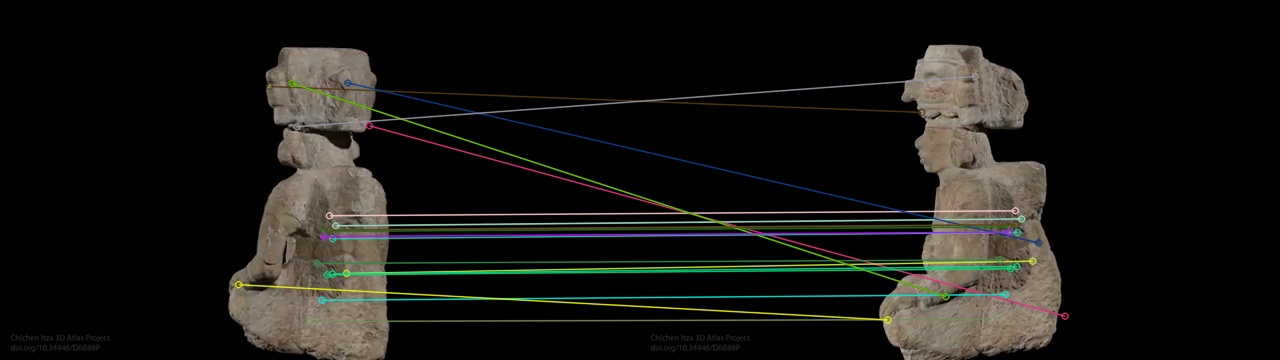 Chichen Itza 3D Atlas Project
doi.org/10.34946/D6B88P
Chichen Itza 3D Atlas Project
doi.org/10.34946/D6B88P